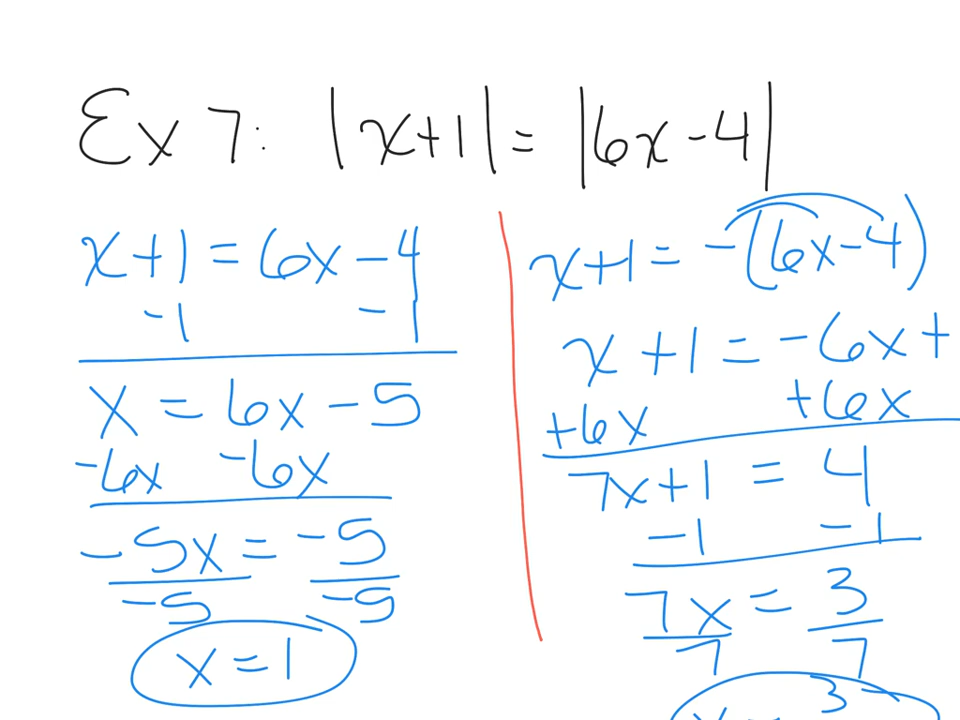 Ex 7: |x+1| = |6x-4|
x+1 = 6x-4
-1 -1
x = 6x-5
-6x -6x
-5x = -5
-5 -5
x = 1
x+1 = -(6x-4)
x+1 = -6x+
+6x +6x
7x+1 = 4
-1 -1
7x = 3
7 7
3